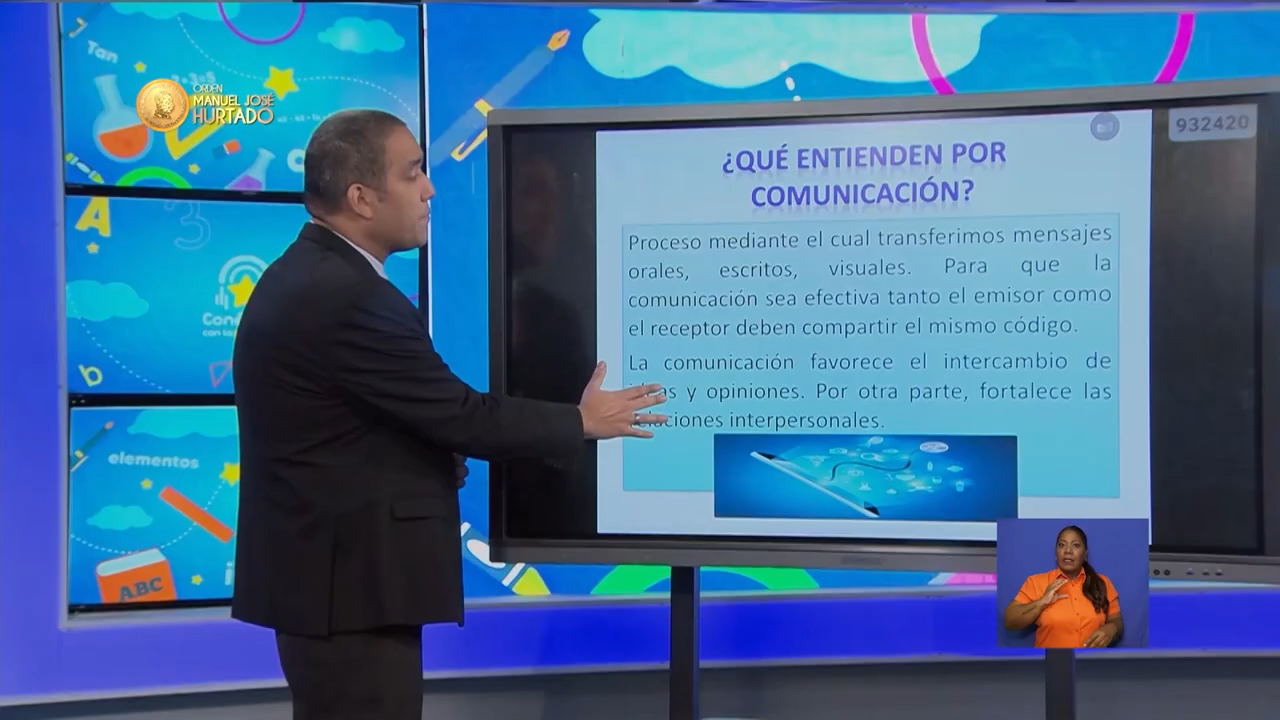 Tan
ORDEN
MANUEL JOSÉ
HURTADO
A
3
b
elementos
ABC
932420
¿QUÉ ENTIENDEN POR
COMUNICACIÓN?
Proceso mediante el cual transferimos mensajes
orales, escritos, visuales. Para que la
comunicación sea efectiva tanto el emisor como
el receptor deben compartir el mismo código.
La comunicación favorece el intercambio de
y opiniones. Por otra parte, fortalece las
interpersonales.